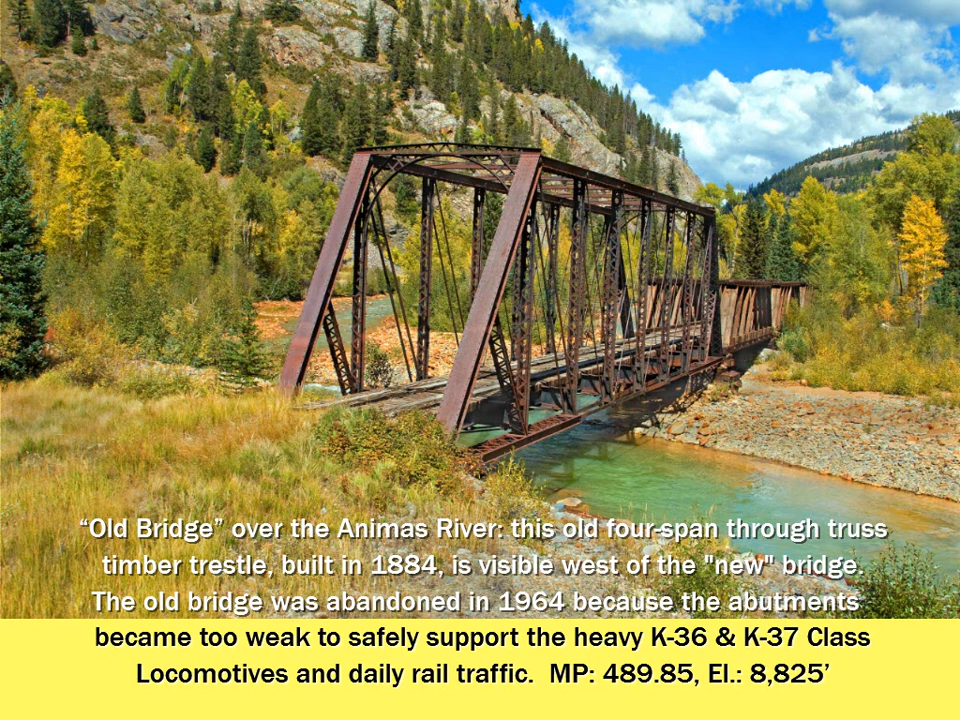 “Old Bridge” over the Animas River: this old four-span through truss
timber trestle, built in 1884, is visible west of the "new" bridge.
The old bridge was abandoned in 1964 because the abutments
became too weak to safely support the heavy K-36 & K-37 Class
Locomotives and daily rail traffic.  MP: 489.85, El.: 8,825’